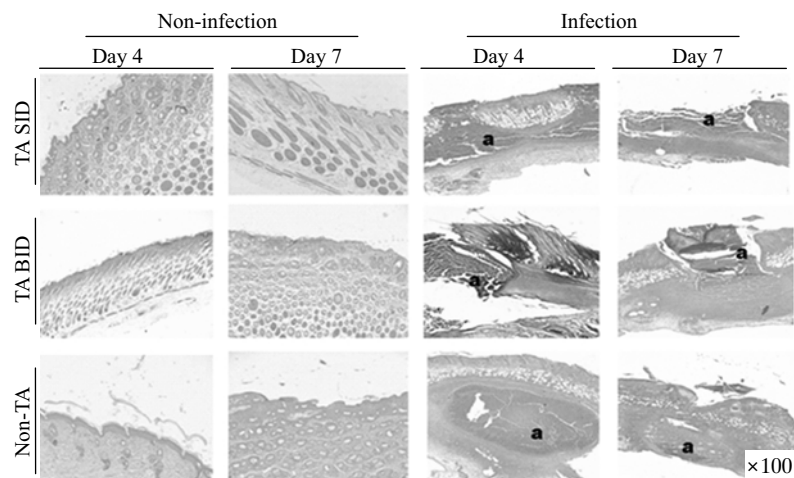 Non-infection Infection
Day 4 Day 7 Day 4 Day 7
TA SID
a a
TA BID
a a
Non-TA
a a
×100